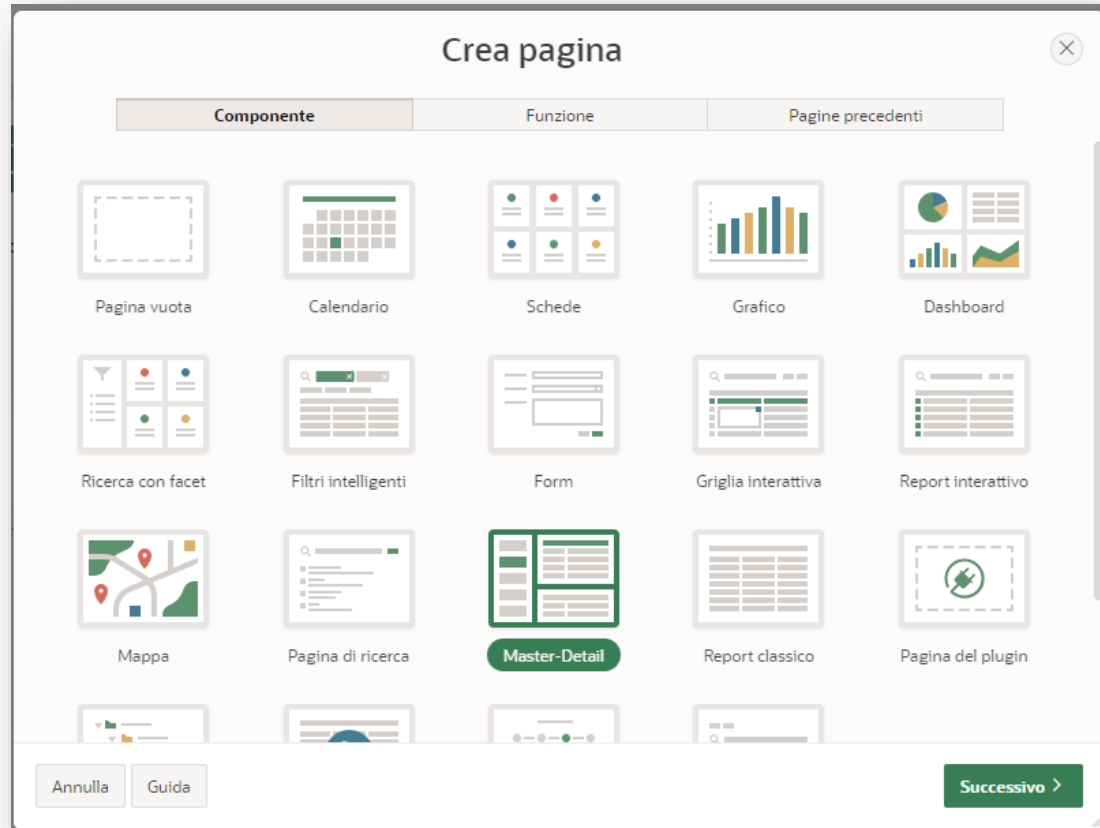 Crea pagina
Componente
Funzione
Pagine precedenti
Pagina vuota
Calendario
Schede
Grafico
Dashboard
Ricerca con facet
Filtri intelligenti
Form
Griglia interattiva
Report interattivo
Mappa
Pagina di ricerca
Master-Detail
Report classico
Pagina del plugin
Annulla
Guida
Successivo